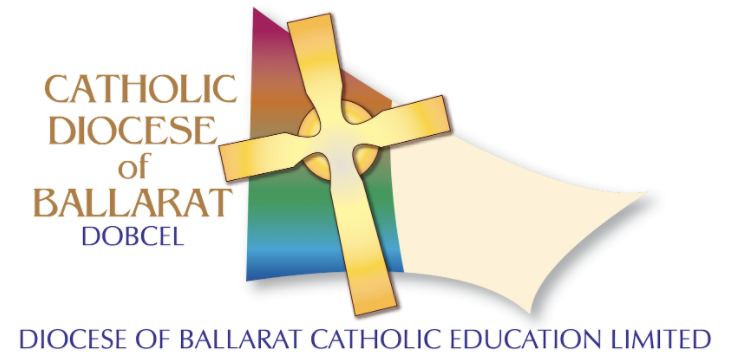 CATHOLIC
DIOCESE
of
BALLARAT
DOBCEL
DIOCESE OF BALLARAT CATHOLIC EDUCATION LIMITED